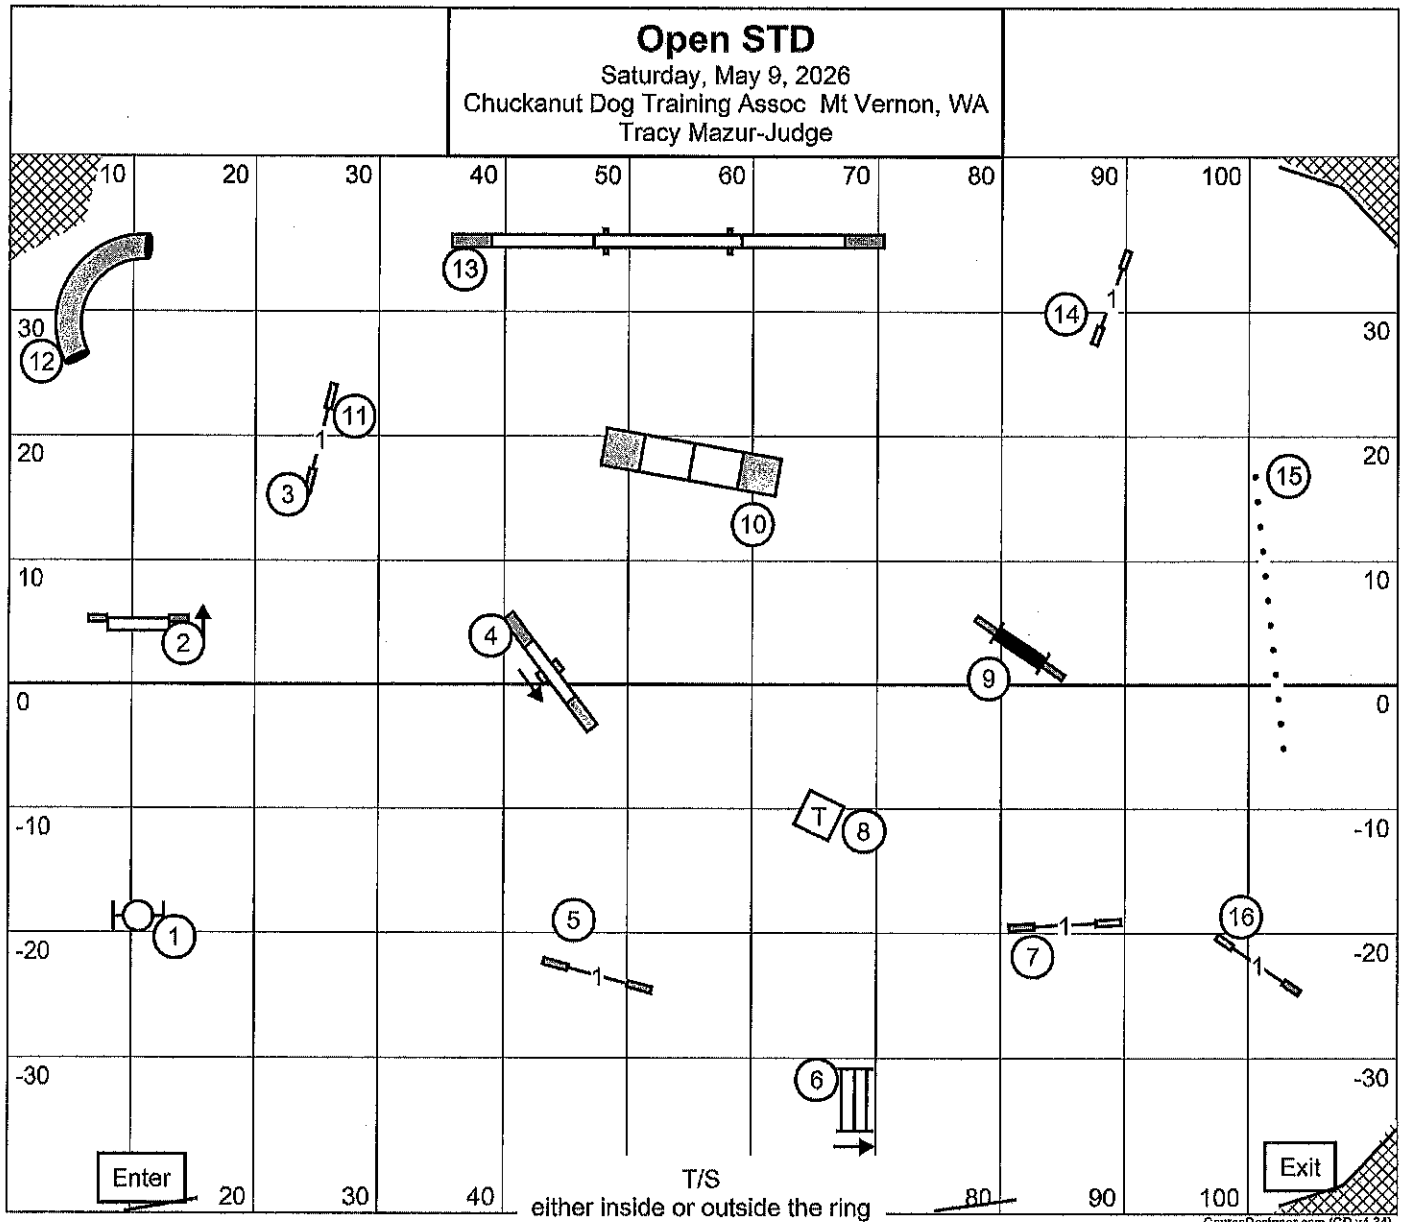 Open STD
Saturday, May 9, 2026
Chuckanut Dog Training Assoc Mt Vernon, WA
Tracy Mazur-Judge
10 20 30 40 50 60 70 80 90 100
13
14 1
30 30
12
11
1
20 20
3
15
10
10 10
4
2
9
0 0
T 8
-10 -10
5
16
1
1
7
-20 -20
1
1
-30 -30
6
Enter
T/S
Exit
20 30 40 80 90 100
either inside or outside the ring